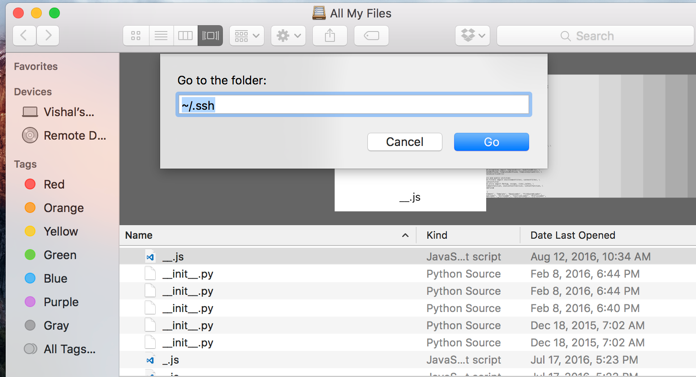 All My Files
Search
Favorites
Devices
Vishal’s...
Remote D...
Tags
Red
Orange
Yellow
Green
Blue
Purple
Gray
All Tags...
Go to the folder:
~/.ssh
Cancel
Go
__.js
Name Kind Date Last Opened
__.js JavaS...t script Aug 12, 2016, 10:34 AM
__init__.py Python Source Feb 8, 2016, 6:44 PM
__init__.py Python Source Feb 8, 2016, 6:44 PM
__init__.py Python Source Feb 8, 2016, 6:40 PM
__init__.py Python Source Dec 18, 2015, 7:02 AM
__init__.py Python Source Dec 18, 2015, 7:02 AM
_.js JavaS...t script Jul 17, 2016, 5:23 PM